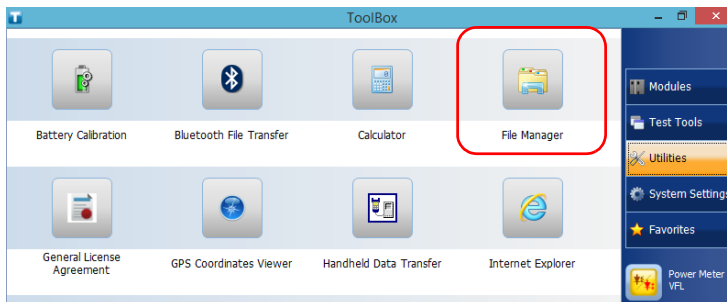 ToolBox
Battery Calibration
Bluetooth File Transfer
Calculator
File Manager
General License
Agreement
GPS Coordinates Viewer
Handheld Data Transfer
Internet Explorer
Modules
Test Tools
Utilities
System Settings
Favorites
Power Meter
VFL